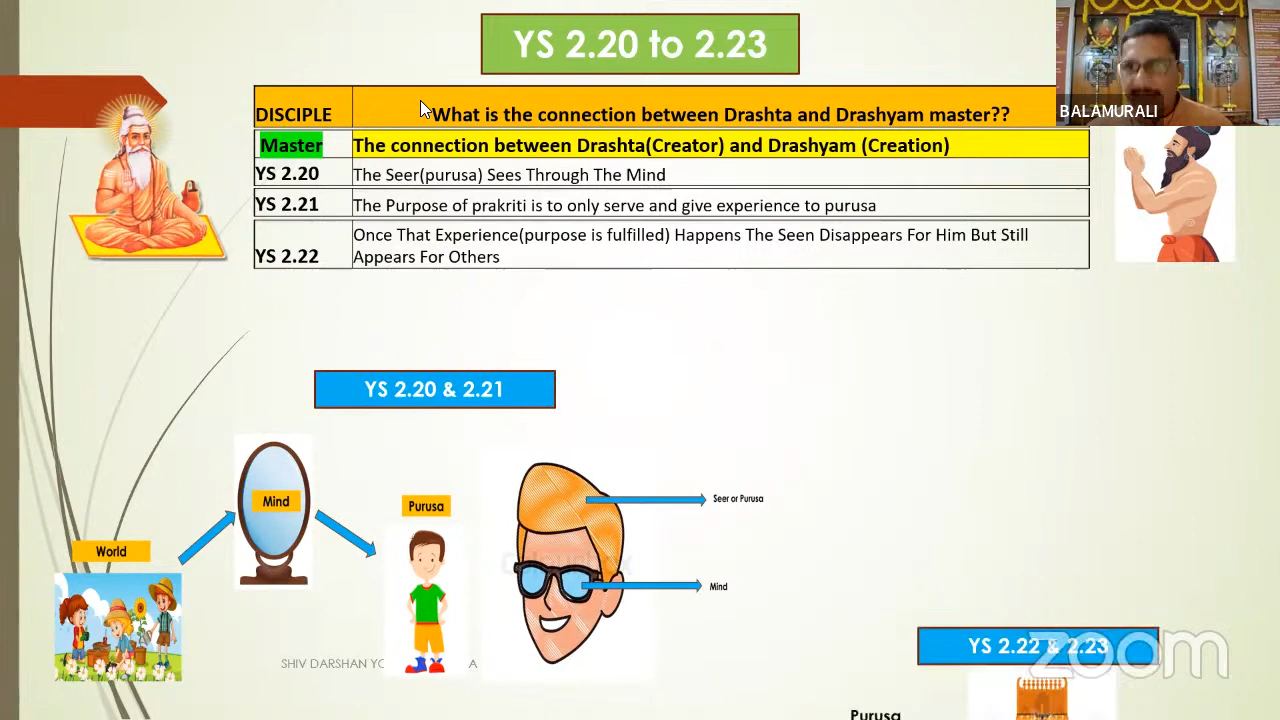 YS 2.20 to 2.23
BALAMURALI
DISCIPLE What is the connection between Drashta and Drashyam master??
Master The connection between Drashta(Creator) and Drashyam (Creation)
YS 2.20 The Seer(purusa) Sees Through The Mind
YS 2.21 The Purpose of prakriti is to only serve and give experience to purusa
Once That Experience(purpose is fulfilled) Happens The Seen Disappears For Him But Still
YS 2.22 Appears For Others
YS 2.20 & 2.21
Mind
Purusa
Seer or Purusa
World
Mind
YS 2.22 & 2.23
zoom
SHIV DARSHAN YO
A
Purusa